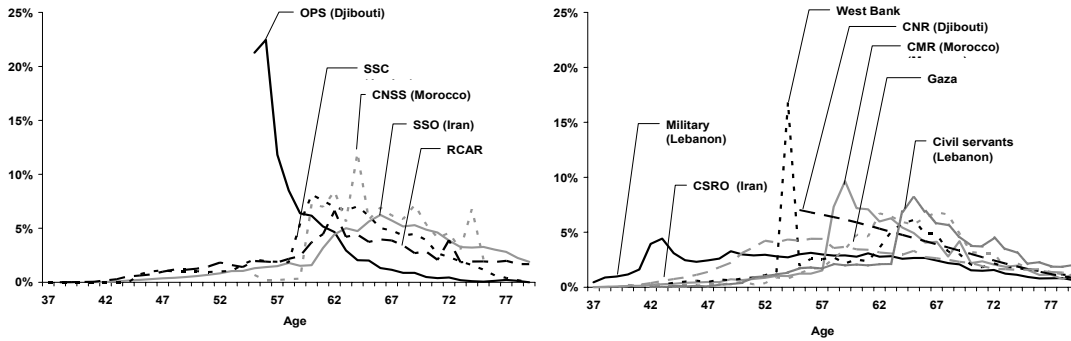 25%
20%
15%
10%
5%
0%
37 42 47 52 57 62 67 72 77
Age
OPS (Djibouti)
SSC
CNSS (Morocco)
SSO (Iran)
RCAR
25%
20%
15%
10%
5%
0%
37 42 47 52 57 62 67 72 77
Age
West Bank
CNR (Djibouti)
CMR (Morocco)
Gaza
Military
(Lebanon)
Civil servants
(Lebanon)
CSRO (Iran)